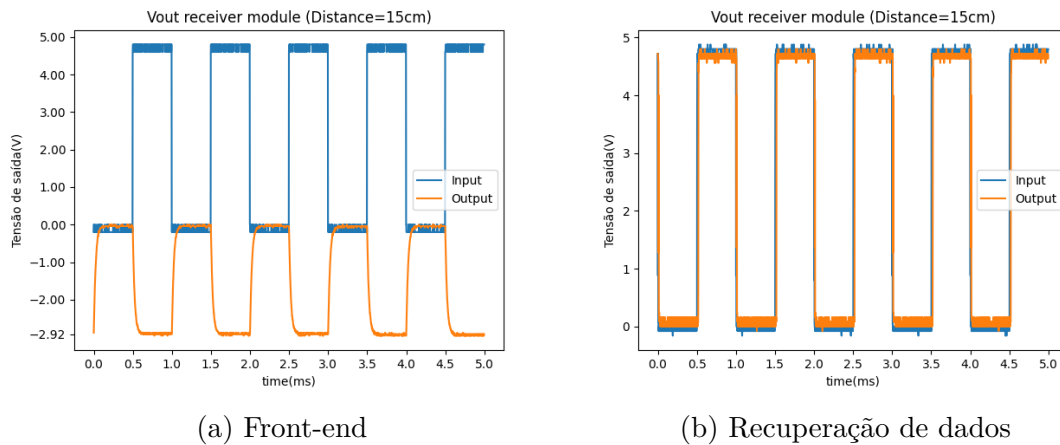 Vout receiver module (Distance=15cm)
5.00
4.00
3.00
2.00
1.00
0.00
−1.00
−2.00
−2.92
Tensão de saída(V)
Input
Output
0.0 0.5 1.0 1.5 2.0 2.5 3.0 3.5 4.0 4.5 5.0
time(ms)
(a) Front-end
Vout receiver module (Distance=15cm)
5
4
3
2
1
0
Tensão de saída(V)
Input
Output
0.0 0.5 1.0 1.5 2.0 2.5 3.0 3.5 4.0 4.5 5.0
time(ms)
(b) Recuperação de dados